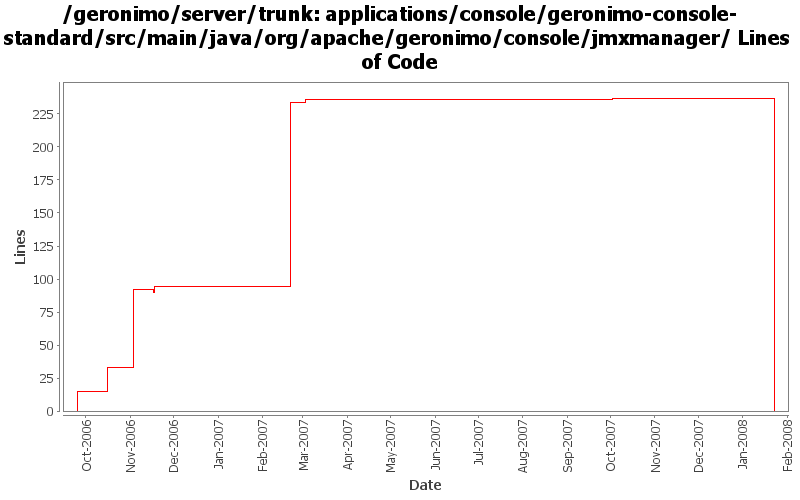 /geronimo/server/trunk: applications/console/geronimo-console-
standard/src/main/java/org/apache/geronimo/console/jmxmanager/ Lines
of Code
225
200
175
150
125
100
75
50
25
0
Lines
Oct-2006
Nov-2006
Dec-2006
Jan-2007
Feb-2007
Mar-2007
Apr-2007
May-2007
Jun-2007
Jul-2007
Aug-2007
Sep-2007
Oct-2007
Nov-2007
Dec-2007
Jan-2008
Feb-2008
Date